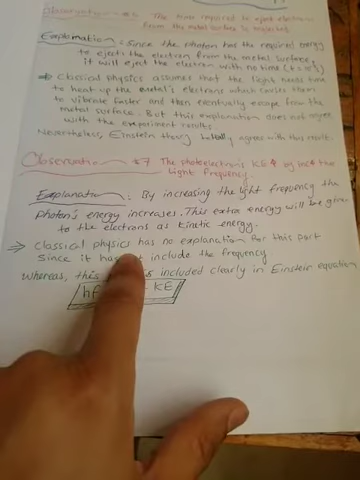 Observation #6 The time required to eject electrons
from the metal surface is neglected.
Explanation: Since the photon has the required energy
to eject the electron from the metal surface,
it will eject the electron with no time
⇒ Classical physics assumes that the light needs time
to heat up the metal's electrons which causes them
to vibrate faster and then eventually escape from the
metal surface. But this explanation does not agree
with the experiment results
Nevertheless, Einstein totally agree with this result.
Observation #7 The photoelectron's KE by light frequency.
Explanation: By increasing the light frequency the
photon's energy increases. This extra energy will be given
to the electrons as kinetic energy.
⇒ Classical physics has no explanation for this part
since it include the frequency
Whereas, this included clearly in Einstein equation
hf KE